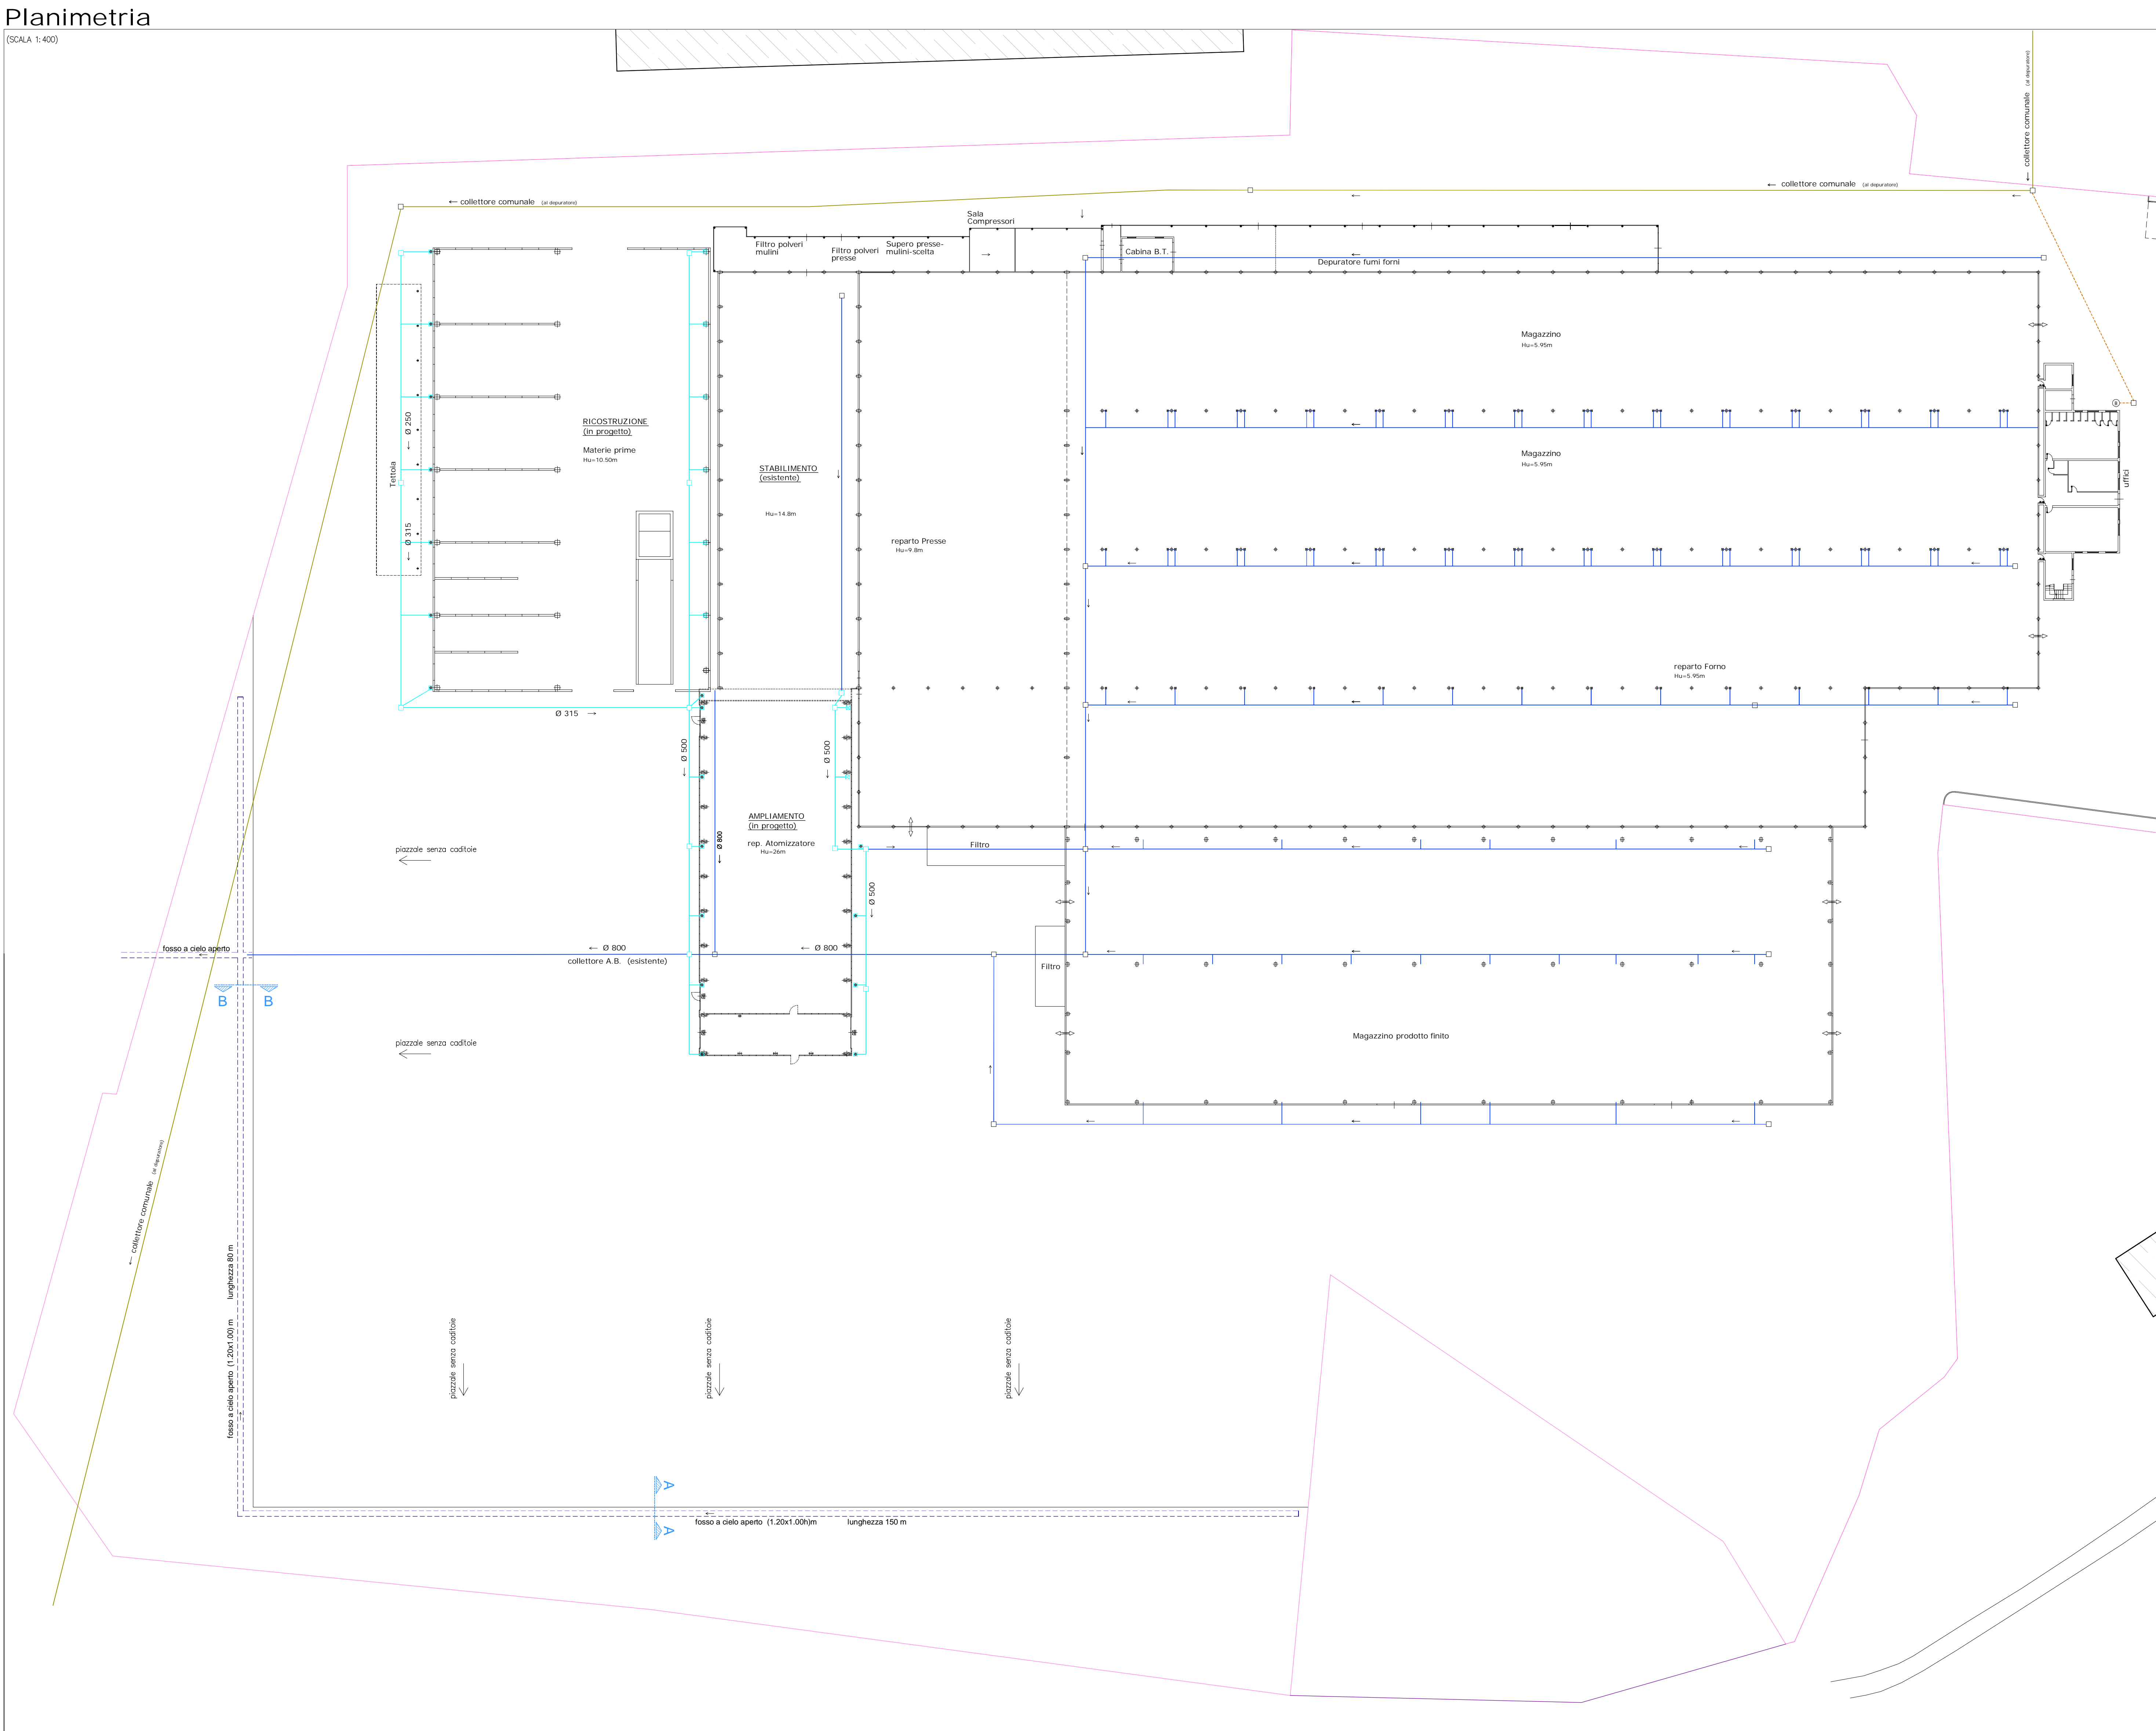 Planimetria
(SCALA 1:400)
collettore comunale (al depuratore)
collettore comunale (al depuratore)
collettore comunale (al depuratore)
Sala
Compressori
Filtro polveri
mulini
Filtro polveri
presse
Supero presse-
mulini-scelta
Cabina B.T.
Depuratore fumi forni
Magazzino
Hu=5.95m
Ø 250
RICOSTRUZIONE
(in progetto)
Materie prime
Hu=10.50m
Tettoia
STABILIMENTO
(esistente)
Hu=14.8m
Magazzino
Hu=5.95m
B
uffici
Ø 315
reparto Presse
Hu=9.8m
reparto Forno
Hu=5.95m
Ø 315
Ø 500
Ø 500
AMPLIAMENTO
(in progetto)
rep. Atomizzatore
Hu=26m
Ø 800
piazzale senza caditoie
Filtro
Ø 500
fosso a cielo aperto
Ø 800
Ø 800
collettore A.B. (esistente)
Filtro
B
B
piazzale senza caditoie
Magazzino prodotto finito
collettore comunale (al depuratore)
fosso a cielo aperto (1.20x1.00) m lunghezza 80 m
piazzale senza caditoie
piazzale senza caditoie
piazzale senza caditoie
A
A
fosso a cielo aperto (1.20x1.00h)m lunghezza 150 m